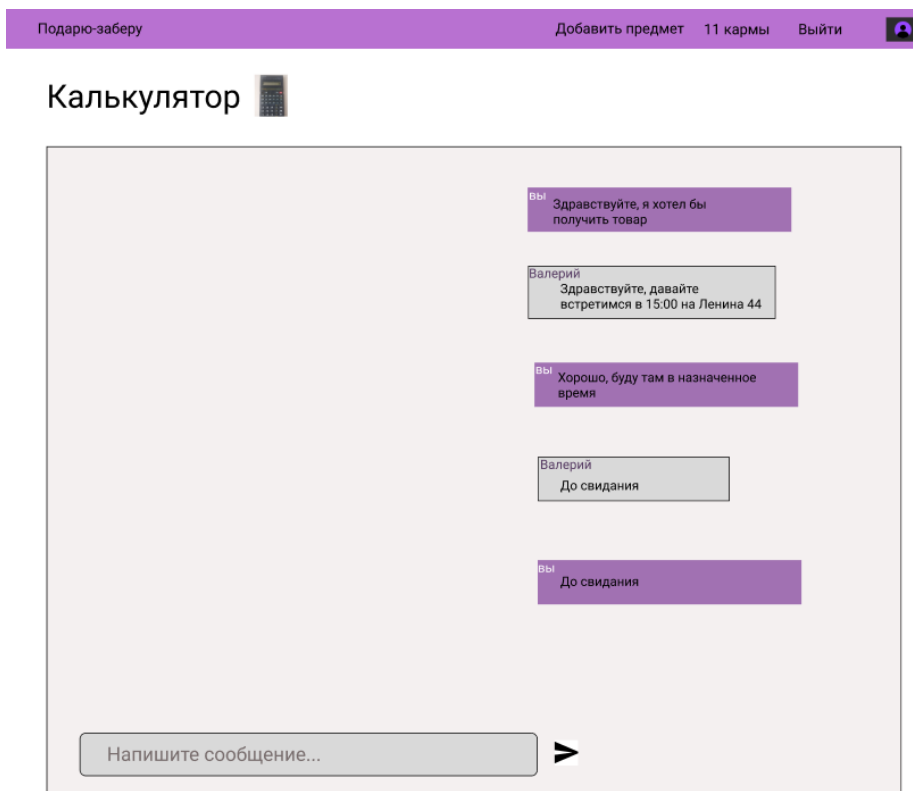 Подарю-заберу Добавить предмет 11 кармы Выйти
Калькулятор
вы
Здравствуйте, я хотел бы
получить товар
Валерий
Здравствуйте, давайте
встретимся в 15:00 на Ленина 44
вы
Хорошо, буду там в назначенное
время
Валерий
До свидания
вы
До свидания
Напишите сообщение...